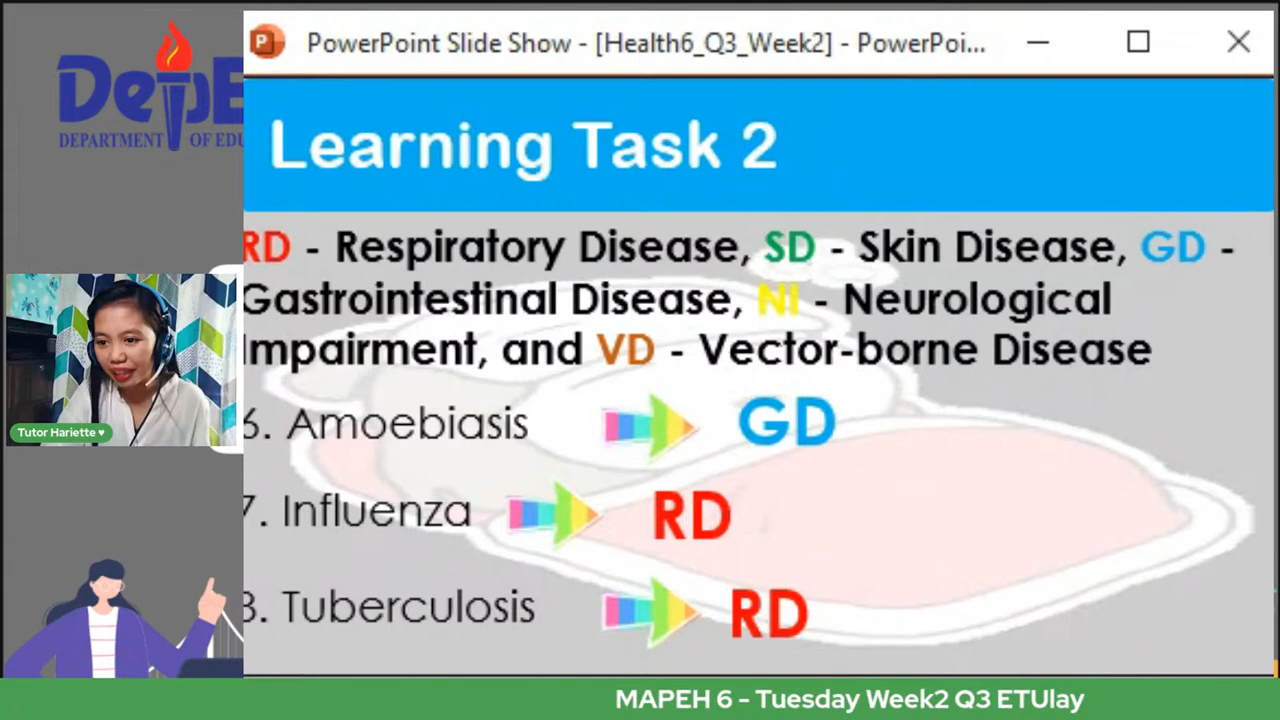 DepE
DEPARTMENT OF EDU
PowerPoint Slide Show - [Health6_Q3_Week2] - PowerPoi...
Learning Task 2
RD - Respiratory Disease, SD - Skin Disease, GD -
Gastrointestinal Disease, NI - Neurological
Impairment, and VD - Vector-borne Disease
6. Amoebiasis GD
7. Influenza RD
8. Tuberculosis RD
Tutor Hariette ♥
MAPEH 6 - Tuesday Week2 Q3 ETUlay